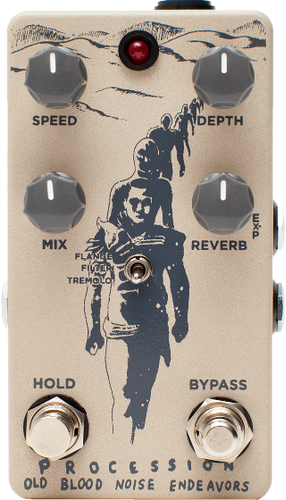 SPEED DEPTH
MIX REVERB
EXP
FLANGE
FILTER
TREMOLO
HOLD BYPASS
PROCESSION
OLD BLOOD NOISE ENDEAVORS